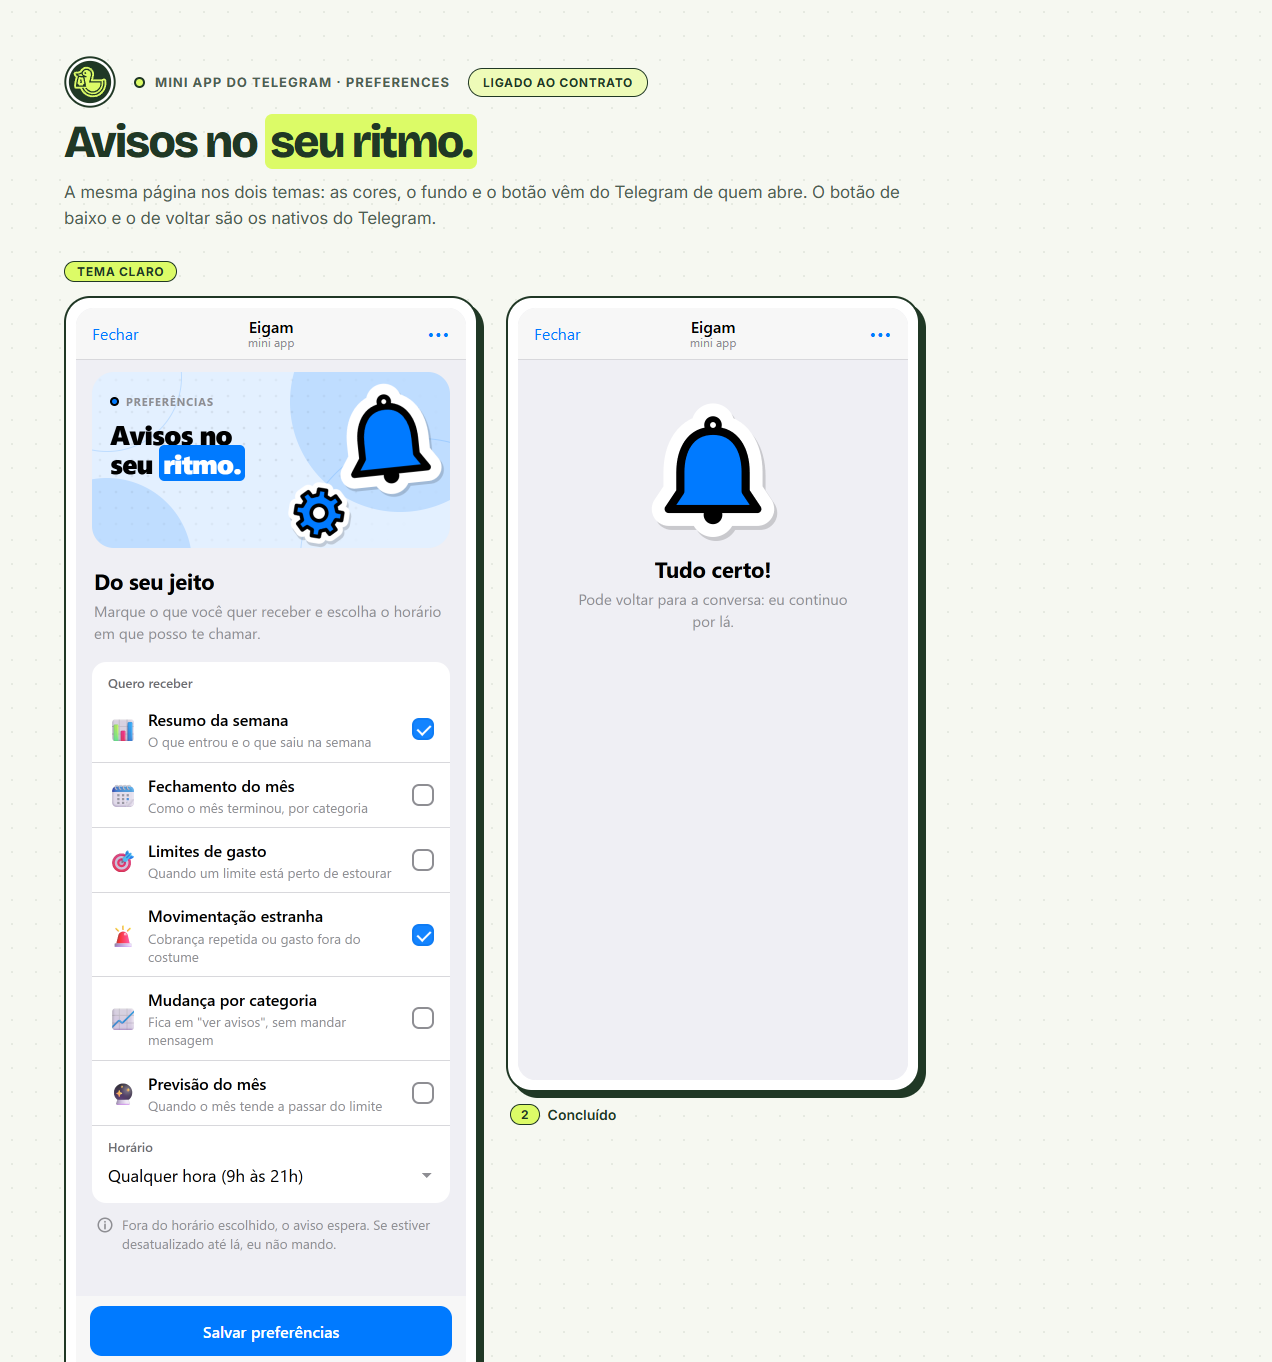 MINI APP DO TELEGRAM · PREFERENCES
LIGADO AO CONTRATO
Avisos no seu ritmo.
A mesma página nos dois temas: as cores, o fundo e o botão vêm do Telegram de quem abre. O botão de
baixo e o de voltar são os nativos do Telegram.
TEMA CLARO
Fechar
Eigam
mini app
PREFERÊNCIAS
Avisos no
seu ritmo.
Do seu jeito
Marque o que você quer receber e escolha o horário
em que posso te chamar.
Quero receber
Resumo da semana
O que entrou e o que saiu na semana
Fechamento do mês
Como o mês terminou, por categoria
Limites de gasto
Quando um limite está perto de estourar
Movimentação estranha
Cobrança repetida ou gasto fora do
costume
Mudança por categoria
Fica em "ver avisos", sem mandar
mensagem
Previsão do mês
Quando o mês tende a passar do limite
Horário
Qualquer hora (9h às 21h)
Fora do horário escolhido, o aviso espera. Se estiver
desatualizado até lá, eu não mando.
Salvar preferências
Fechar
Eigam
mini app
Tudo certo!
Pode voltar para a conversa: eu continuo
por lá.
2 Concluído